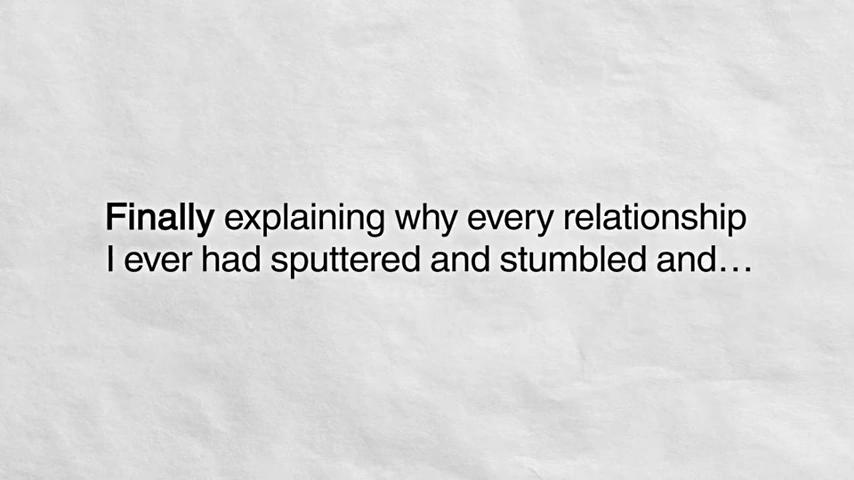 Finally explaining why every relationship
I ever had sputtered and stumbled and…